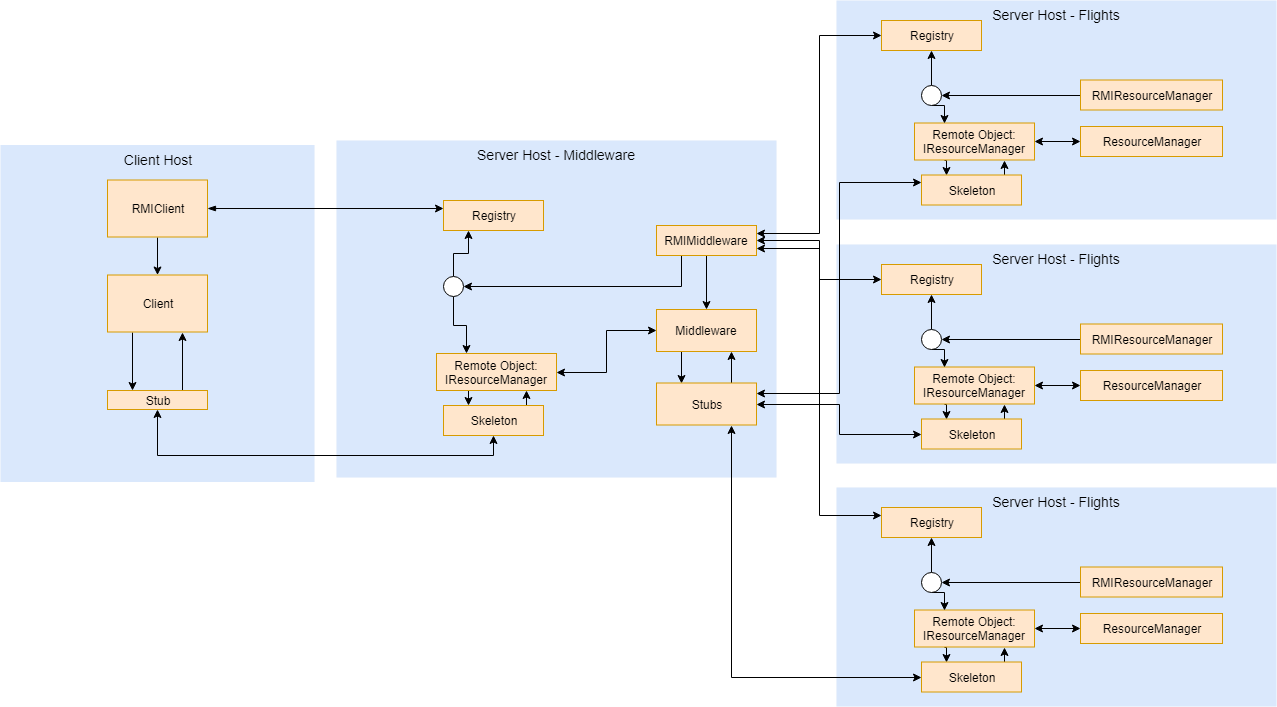 Client Host
RMIClient
Client
Stub
Server Host - Middleware
Registry
RMIMiddleware
Middleware
Remote Object:
IResourceManager
Stubs
Skeleton
Server Host - Flights
Registry
RMIResourceManager
Remote Object:
IResourceManager
ResourceManager
Skeleton
Server Host - Flights
Registry
RMIResourceManager
Remote Object:
IResourceManager
ResourceManager
Skeleton
Server Host - Flights
Registry
RMIResourceManager
Remote Object:
IResourceManager
ResourceManager
Skeleton